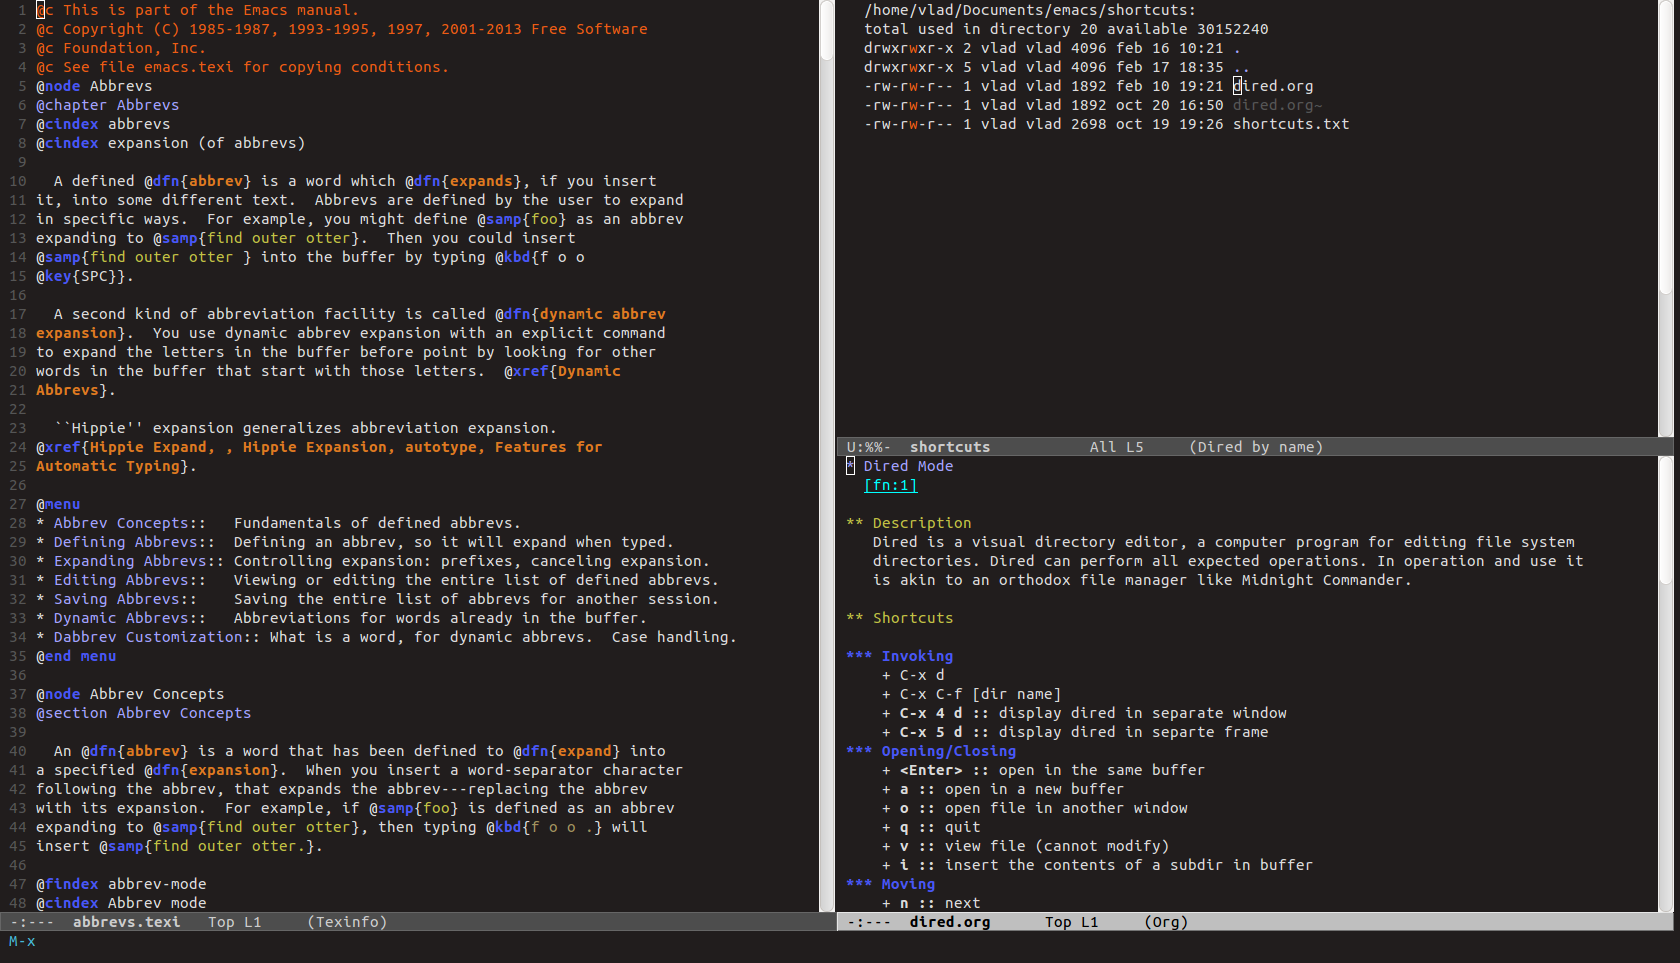 1 @c This is part of the Emacs manual.
2 @c Copyright (C) 1985-1987, 1993-1995, 1997, 2001-2013 Free Software
3 @c Foundation, Inc.
4 @c See file emacs.texi for copying conditions.
5 @node Abbrevs
6 @chapter Abbrevs
7 @cindex abbrevs
8 @cindex expansion (of abbrevs)
9
10   A defined @dfn{abbrev} is a word which @dfn{expands}, if you insert
11 it, into some different text.  Abbrevs are defined by the user to expand
12 in specific ways.  For example, you might define @samp{foo} as an abbrev
13 expanding to @samp{find outer otter}.  Then you could insert
14 @samp{find outer otter } into the buffer by typing @kbd{f o o
15 @key{SPC}}.
16
17   A second kind of abbreviation facility is called @dfn{dynamic abbrev
18 expansion}.  You use dynamic abbrev expansion with an explicit command
19 to expand the letters in the buffer before point by looking for other
20 words in the buffer that start with those letters.  @xref{Dynamic
21 Abbrevs}.
22
23   ``Hippie'' expansion generalizes abbreviation expansion.
24 @xref{Hippie Expand, , Hippie Expansion, autotype, Features for
25 Automatic Typing}.
26
27 @menu
28 * Abbrev Concepts::   Fundamentals of defined abbrevs.
29 * Defining Abbrevs::  Defining an abbrev, so it will expand when typed.
30 * Expanding Abbrevs:: Controlling expansion: prefixes, canceling expansion.
31 * Editing Abbrevs::   Viewing or editing the entire list of defined abbrevs.
32 * Saving Abbrevs::    Saving the entire list of abbrevs for another session.
33 * Dynamic Abbrevs::   Abbreviations for words already in the buffer.
34 * Dabbrev Customization:: What is a word, for dynamic abbrevs.  Case handling.
35 @end menu
36
37 @node Abbrev Concepts
38 @section Abbrev Concepts
39
40   An @dfn{abbrev} is a word that has been defined to @dfn{expand} into
41 a specified @dfn{expansion}.  When you insert a word-separator character
42 following the abbrev, that expands the abbrev---replacing the abbrev
43 with its expansion.  For example, if @samp{foo} is defined as an abbrev
44 expanding to @samp{find outer otter}, then typing @kbd{f o o .} will
45 insert @samp{find outer otter.}.
46
47 @findex abbrev-mode
48 @cindex Abbrev mode
-:---  abbrevs.texi   Top L1     (Texinfo)
M-x
/home/vlad/Documents/emacs/shortcuts:
total used in directory 20 available 30152240
drwxrwxr-x 2 vlad vlad 4096 feb 16 10:21 .
drwxrwxr-x 5 vlad vlad 4096 feb 17 18:35 ..
-rw-rw-r-- 1 vlad vlad 1892 feb 10 19:21 dired.org
-rw-rw-r-- 1 vlad vlad 1892 oct 20 16:50 dired.org~
-rw-rw-r-- 1 vlad vlad 2698 oct 19 19:26 shortcuts.txt
U:%%-  shortcuts           All L5     (Dired by name)
* Dired Mode
[fn:1]
** Description
Dired is a visual directory editor, a computer program for editing file system
directories. Dired can perform all expected operations. In operation and use it
is akin to an orthodox file manager like Midnight Commander.
** Shortcuts
*** Invoking
+ C-x d
+ C-x C-f [dir name]
+ C-x 4 d :: display dired in separate window
+ C-x 5 d :: display dired in separte frame
*** Opening/Closing
+ <Enter> :: open in the same buffer
+ a :: open in a new buffer
+ o :: open file in another window
+ q :: quit
+ v :: view file (cannot modify)
+ i :: insert the contents of a subdir in buffer
*** Moving
+ n :: next
-:---  dired.org      Top L1     (Org)